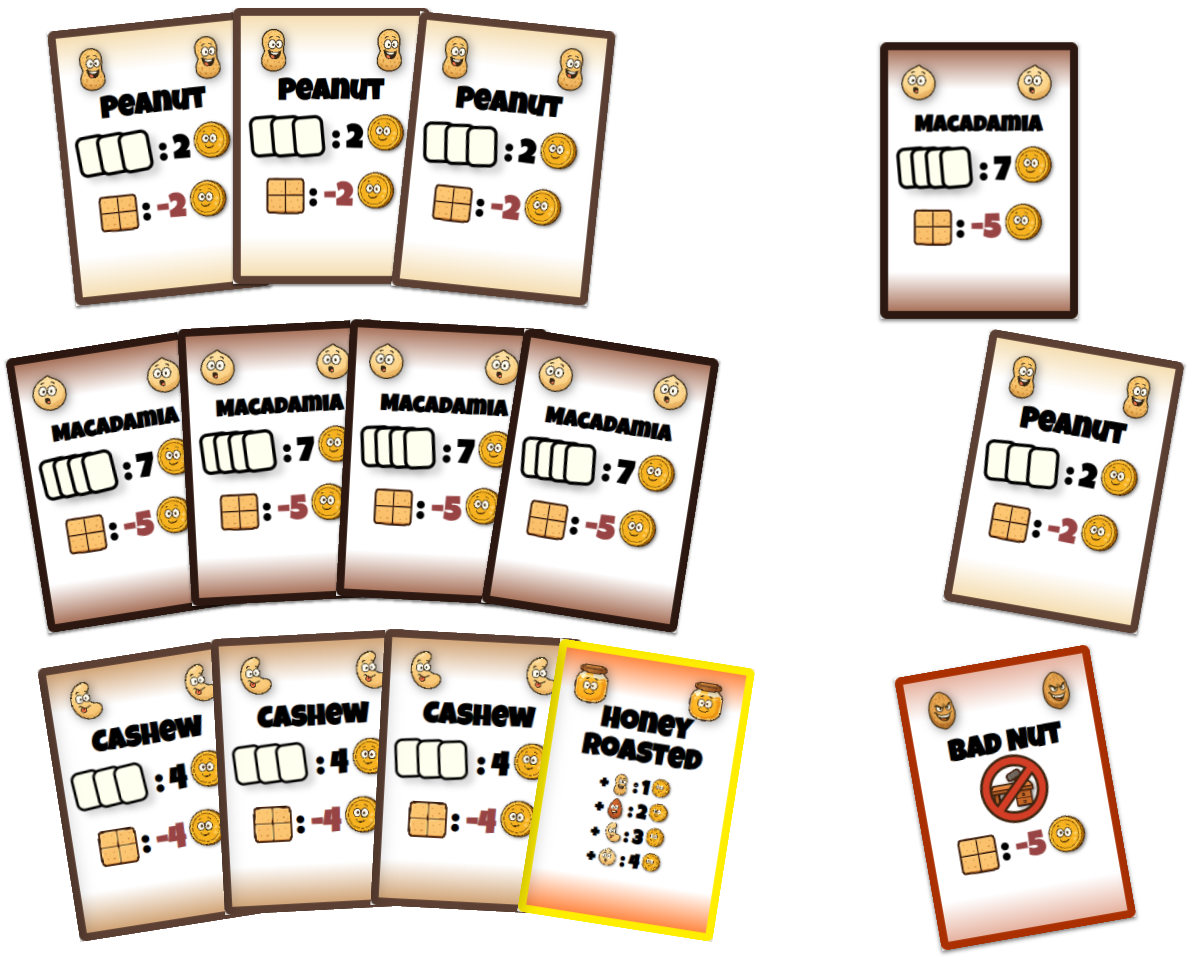 Peanut
: 2
: -2
Peanut
: 2
: -2
Peanut
: 2
: -2
Macadamia
: 7
: -5
Macadamia
: 7
: -5
Macadamia
: 7
: -5
Macadamia
: 7
: -5
Macadamia
: 7
: -5
Peanut
: 2
: -2
Cashew
: 4
: -4
Cashew
: 4
: -4
Cashew
: 4
: -4
Honey
Roasted
+ : 1
+ : 2
+ : 3
+ : 4
Bad Nut
: -5